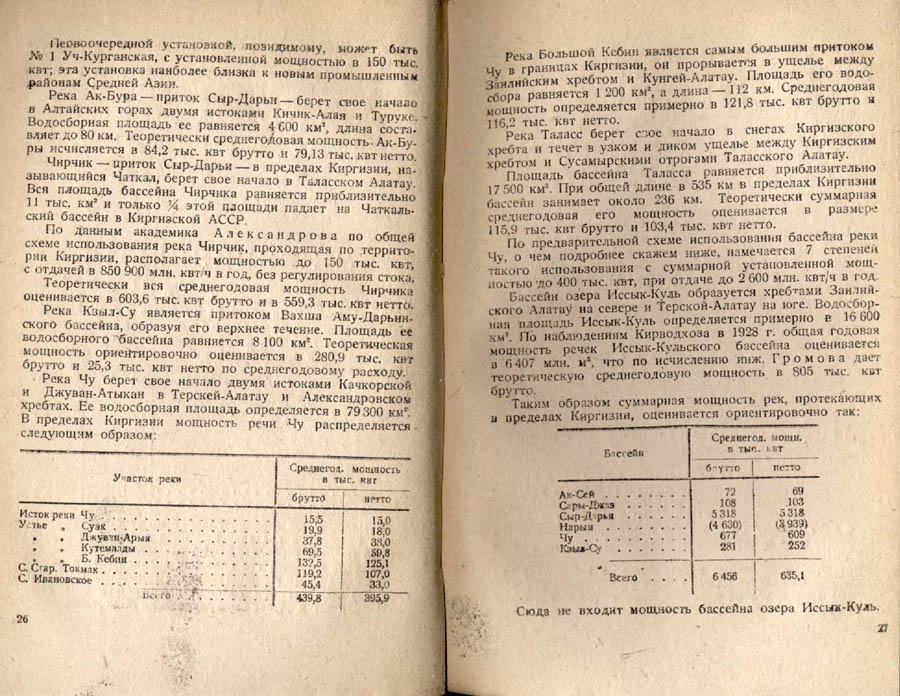 Первоочередной установкой, повидимому, может быть
№ 1 Уч-Курганская, с установленной мощностью в 150 тыс.
квт; эта установка наиболее близка к новым промышленным
районам Средней Азии.
Река Ак-Бура — приток Сыр-Дарьи — берет свое начало
в Алтайских горах двумя истоками Кичик-Алая и Туруке.
Водосборная площадь ее равняется 4 600 км², длина соста-
вляет до 80 км. Теоретически среднегодовая мощность Ак-Бу-
ры исчисляется в 84,2 тыс. квт брутто и 79,13 тыс. квт нетто.
Чирчик — приток Сыр-Дарьи — в пределах Киргизии, на-
зывающийся Чаткал, берет свое начало в Таласском Алатау.
Вся площадь бассейна Чирчика равняется приблизительно
11 тыс. км² и только ¾ этой площади падает на Чаткаль-
ский бассейн в Киргизской АССР.
По данным академика Александрова по общей
схеме использования река Чирчик, проходящая по террито-
рии Киргизии, располагает мощностью до 150 тыс. квт,
с отдачей в 850 900 млн. квт/ч в год, без регулирования стока.
Теоретически вся среднегодовая мощность Чирчика
оценивается в 603,6 тыс. квт брутто и в 559,3 тыс. квт нетто.
Река Кзыл-Су является притоком Вахша Аму-Дарьин-
ского бассейна, образуя его верхнее течение. Площадь ее
водосборного бассейна равняется 8 100 км². Теоретическая
мощность ориентировочно оценивается в 280,9 тыс. квт
брутто и 25,3 тыс. квт нетто по среднегодовому расходу.
Река Чу берет свое начало двумя истоками Качкорской
и Джуван-Атыкан в Терскей-Алатау и Александровском
хребтах. Ее водосборная площадь определяется в 79 300 км².
В пределах Киргизии мощность речи Чу распределяется
следующим образом:
Участок реки
Среднегод. мощность
в тыс. квт
брутто нетто
Исток реки Чу 15,5 15,0
Устье „ Суэк 19,9 18,0
„ „ Джуван-Арыи 37,8 38,0
„ „ Кутемалды 69,5 59,8
„ „ Б. Кебин 132,5 125,1
С. Стар. Токмак 119,2 107,0
С. Ивановское 45,4 33,0
Всего 439,8 395,9
26
Река Большой Кебин является самым большим притоком
Чу в границах Киргизии, он прорывается в ущелье между
Заилийским хребтом и Кунгей-Алатау. Площадь его водо-
сбора равняется 1 200 км², а длина — 112 км. Среднегодовая
мощность определяется примерно в 121,8 тыс. квт брутто и
116,2 тыс. квт нетто.
Река Таласс берет свое начало в снегах Киргизского
хребта и течет в узком и диком ущелье между Киргизским
хребтом и Сусамырскими отрогами Таласского Алатау.
Площадь бассейна Таласса равняется приблизительно
17 500 км². При общей длине в 535 км в пределах Киргизии
бассейн занимает около 236 км. Теоретически суммарная
среднегодовая его мощность оценивается в размере
115,9 тыс. квт брутто и 103,4 тыс. квт нетто.
По предварительной схеме использования бассейна реки
Чу, о чем подробнее скажем ниже, намечается 7 степеней
такого использования с суммарной установленной мощ-
ностью до 400 тыс. квт, при отдаче до 2 600 млн. квт/ч в год.
Бассейн озера Иссык-Куль образуется хребтами Заилий-
ского Алатау на севере и Терской-Алатау на юге. Водосбор-
ная площадь Иссык-Куль определяется примерно в 16 600
км². По наблюдениям Кирводхоза в 1928 г. общая годовая
мощность речек Иссык-Кульского бассейна оценивается
в 6 407 млн. м³, что по исчислению инж. Громова дает
теоретическую среднегодовую мощность в 805 тыс. квт
брутто.
Таким образом суммарная мощность рек, протекающих
в пределах Киргизии, оценивается ориентировочно так:
Бассейн
Среднегод. мощн.
в тыс. квт
брутто нетто
Ак-Сей 72 69
Сары-Джаз 108 103
Сыр-Дарья 5 318 5 318
Нарын (4 630) (3 939)
Чу 677 609
Кзыл-Су 281 252
Всего 6 456 635,1
Сюда не входит мощность бассейна озера Иссык-Куль.
27